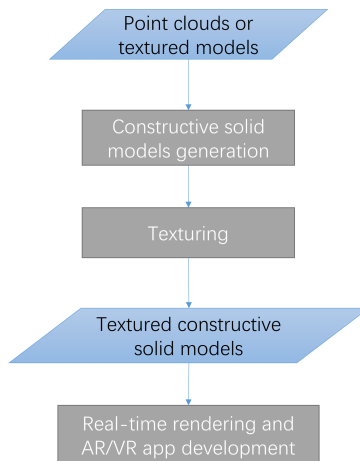 Point clouds or
textured models
Constructive solid
models generation
Texturing
Textured constructive
solid models
Real-time rendering and
AR/VR app development